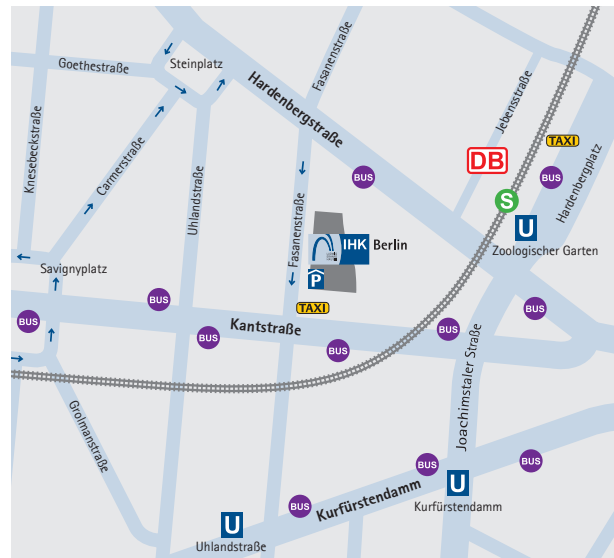 Goethestraße
Steinplatz
Hardenbergstraße
Fasanenstraße
Jebensstraße
TAXI
Knesebeckstraße
Carmerstraße
Uhlandstraße
DB
BUS
BUS
Hardenbergplatz
S
U
Zoologischer Garten
Fasanenstraße
IHK Berlin
P
Savignyplatz
TAXI
BUS
BUS
BUS
BUS
BUS
BUS
BUS
Kantstraße
Joachimstaler Straße
Grolmanstraße
BUS
BUS
U
Kurfürstendamm
BUS
Kurfürstendamm
U
Uhlandstraße